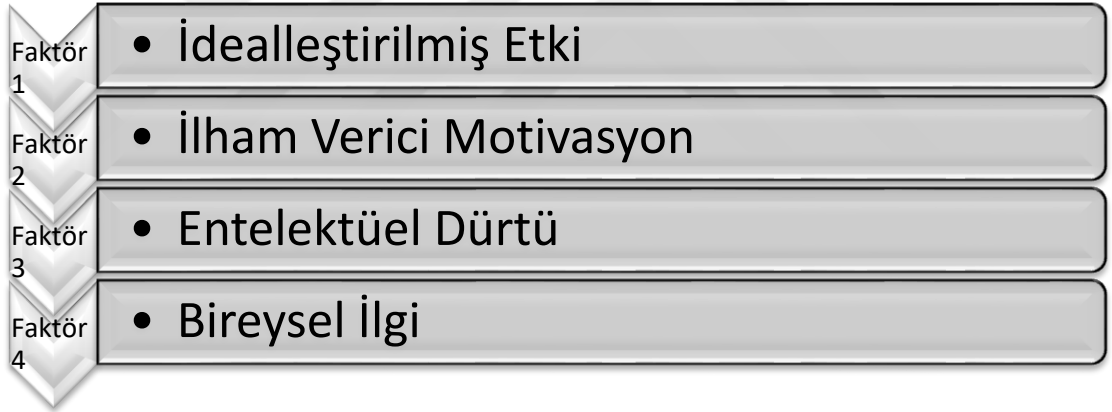 Faktör
1
• İdealleştirilmiş Etki
Faktör
2
• İlham Verici Motivasyon
Faktör
3
• Entelektüel Dürtü
Faktör
4
• Bireysel İlgi